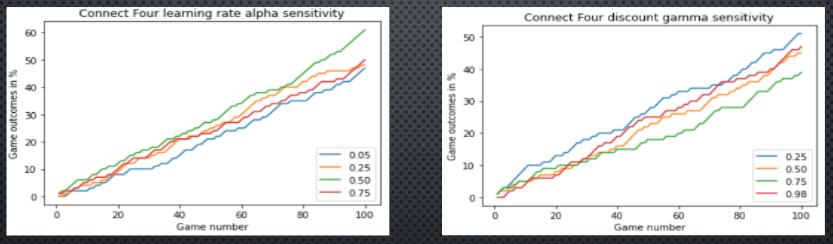 Connect Four learning rate alpha sensitivity
60
50
40
30
20
10
0
Game outcomes in %
0.05
0.25
0.50
0.75
0 20 40 60 80 100
Game number
Connect Four discount gamma sensitivity
50
40
30
20
10
0
Game outcomes in %
0.25
0.50
0.75
0.98
0 20 40 60 80 100
Game number